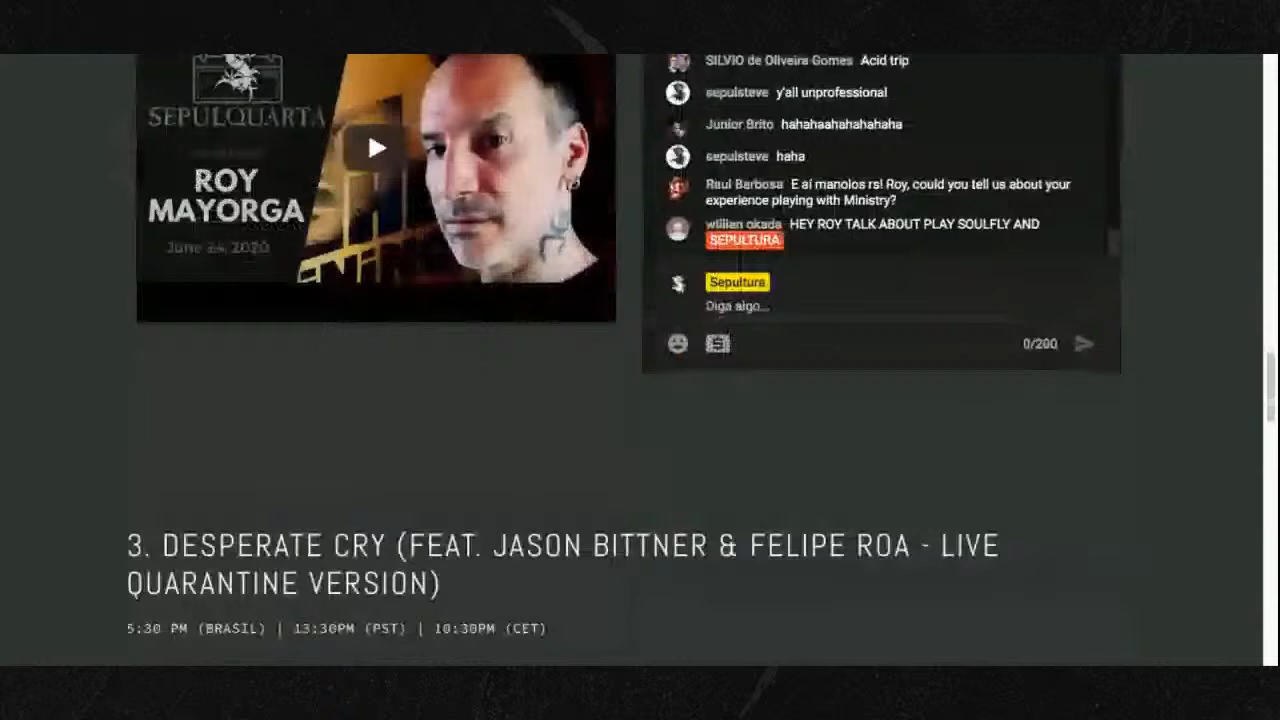 SEPULQUARTA
ROY
MAYORGA
June 24, 2020
SILVIO de Oliveira Gomes Acid trip
sepulsteve y'all unprofessional
Junior Brito hahahaahahahahaha
sepulsteve haha
Raul Barbosa E aí manolos rs! Roy, could you tell us about your
experience playing with Ministry?
willian okada HEY ROY TALK ABOUT PLAY SOULFLY AND
SEPULTURA
Sepultura
Diga algo...
0/200
3. DESPERATE CRY (FEAT. JASON BITTNER & FELIPE ROA - LIVE
QUARANTINE VERSION)
5:30 PM (BRASIL) | 13:30PM (PST) | 10:30PM (CET)